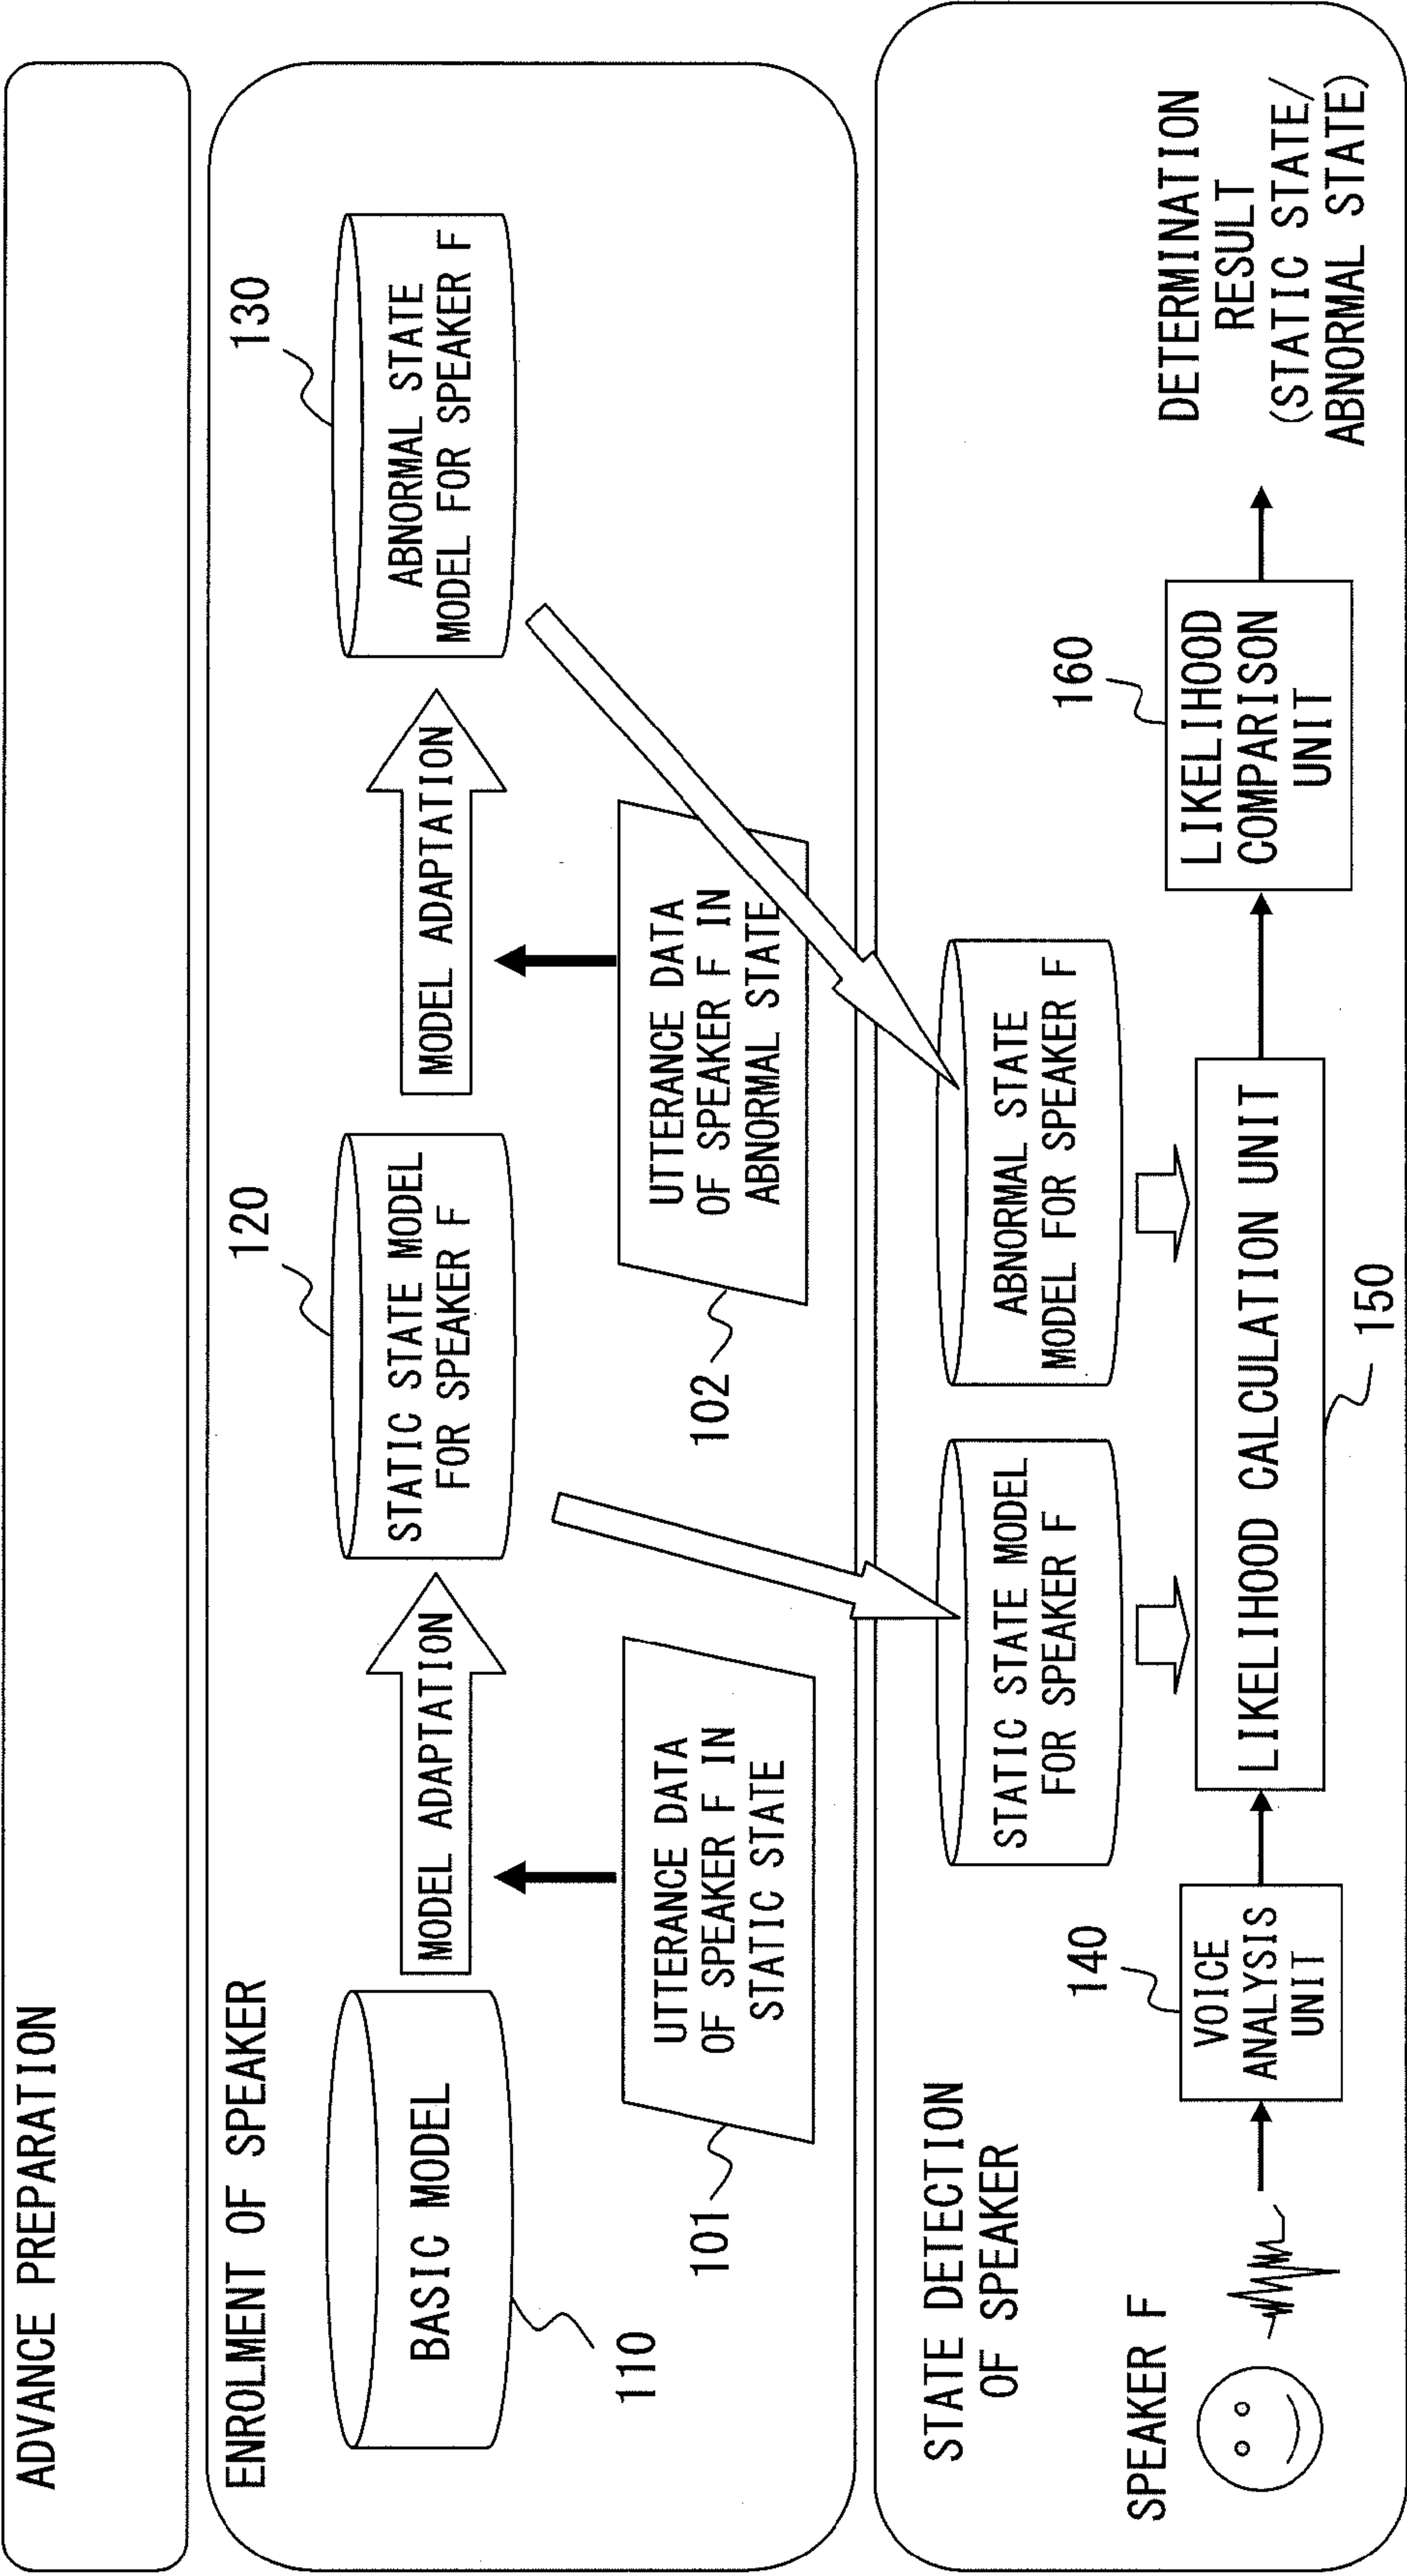 ADVANCE PREPARATION
ENROLMENT OF SPEAKER
BASIC MODEL
110
MODEL ADAPTATION
120
STATIC STATE MODEL
FOR SPEAKER F
MODEL ADAPTATION
130
ABNORMAL STATE
MODEL FOR SPEAKER F
101
UTTERANCE DATA
OF SPEAKER F IN
STATIC STATE
102
UTTERANCE DATA
OF SPEAKER F IN
ABNORMAL STATE
STATE DETECTION
OF SPEAKER
STATIC STATE MODEL
FOR SPEAKER F
ABNORMAL STATE
MODEL FOR SPEAKER F
SPEAKER F
140
VOICE
ANALYSIS
UNIT
LIKELIHOOD CALCULATION UNIT
150
160
LIKELIHOOD
COMPARISON
UNIT
DETERMINATION
RESULT
(STATIC STATE/
ABNORMAL STATE)